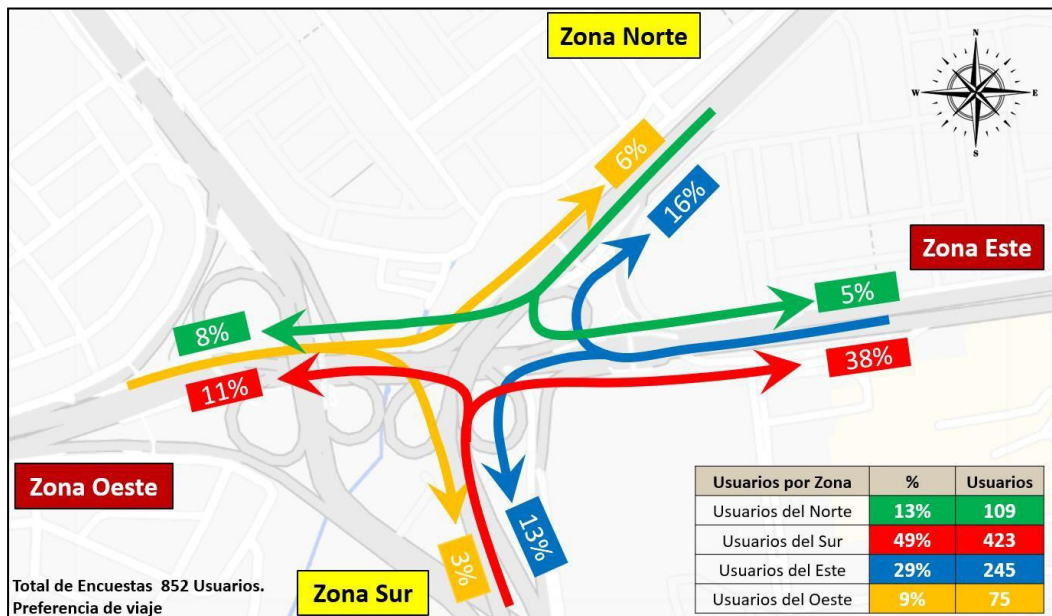 Zona Norte
N
W
E
S
6%
16%
Zona Este
5%
8%
38%
11%
Zona Oeste
13%
3%
Zona Sur
Total de Encuestas 852 Usuarios.
Preferencia de viaje
Usuarios por Zona % Usuarios
Usuarios del Norte 13% 109
Usuarios del Sur 49% 423
Usuarios del Este 29% 245
Usuarios del Oeste 9% 75